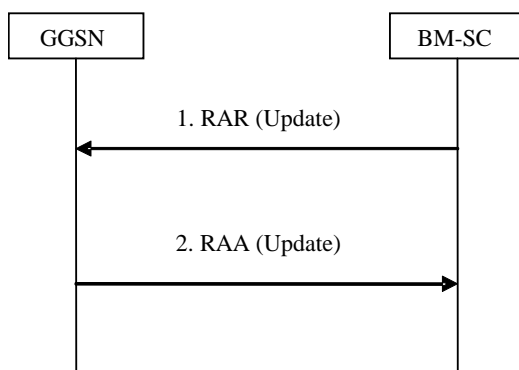 GGSN
BM-SC
1. RAR (Update)
2. RAA (Update)